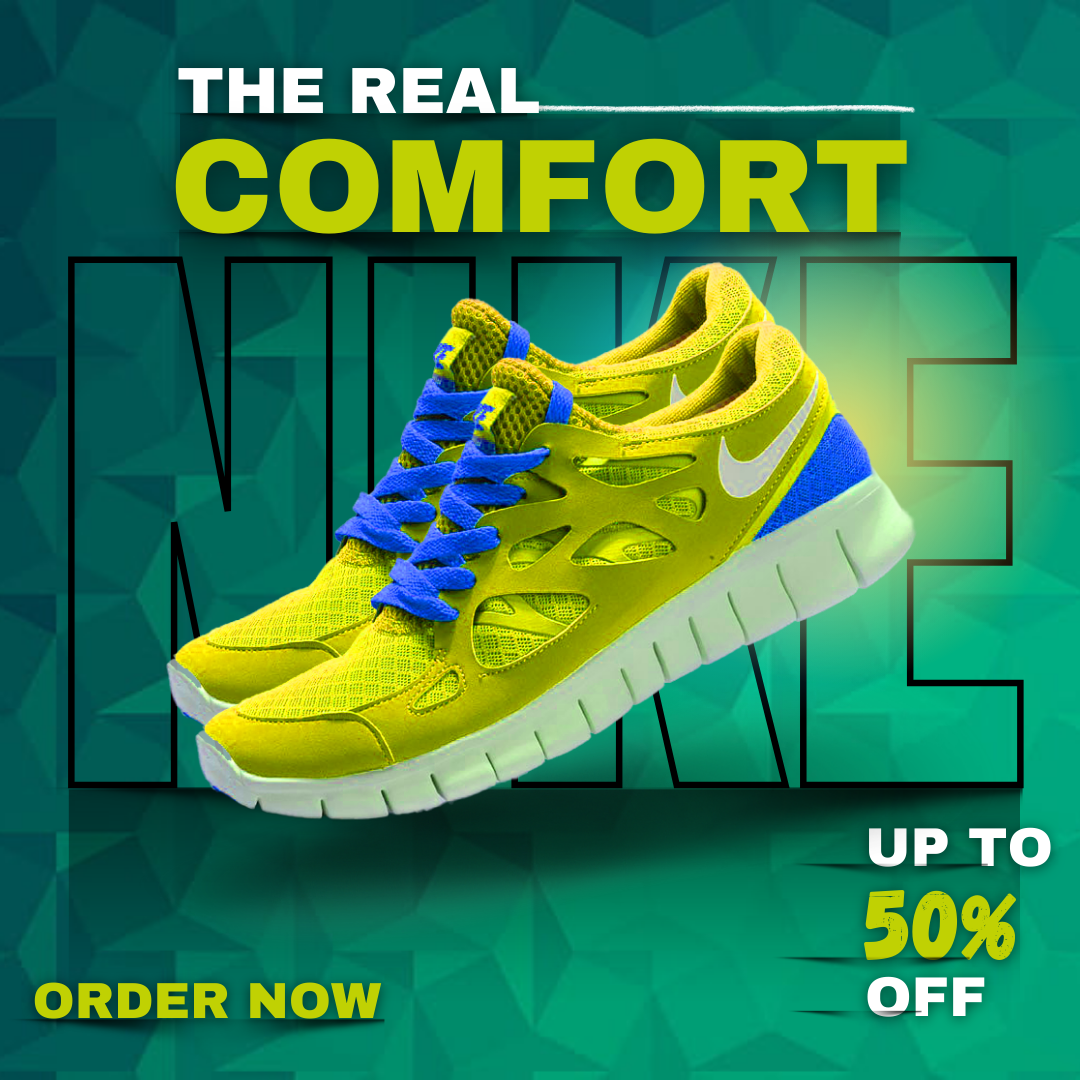 THE REAL
COMFORT
NIKE
UP TO
50%
OFF
ORDER NOW